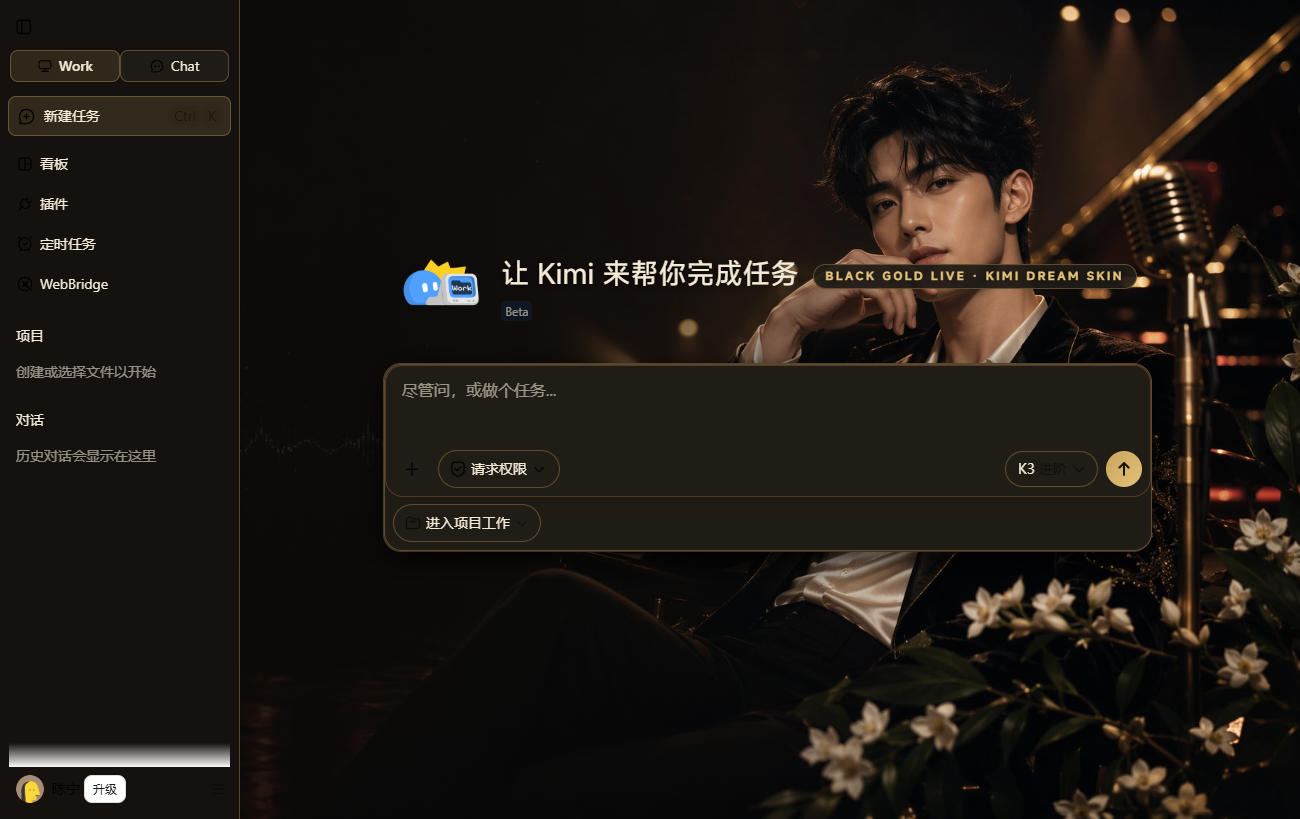 Work
Chat
新建任务
Ctrl K
看板
插件
定时任务
WebBridge
项目
创建或选择文件以开始
对话
历史对话会显示在这里
陈宁
升级
Work
让 Kimi 来帮你完成任务
BLACK GOLD LIVE · KIMI DREAM SKIN
Beta
尽管问，或做个任务...
请求权限
K3 进阶
进入项目工作